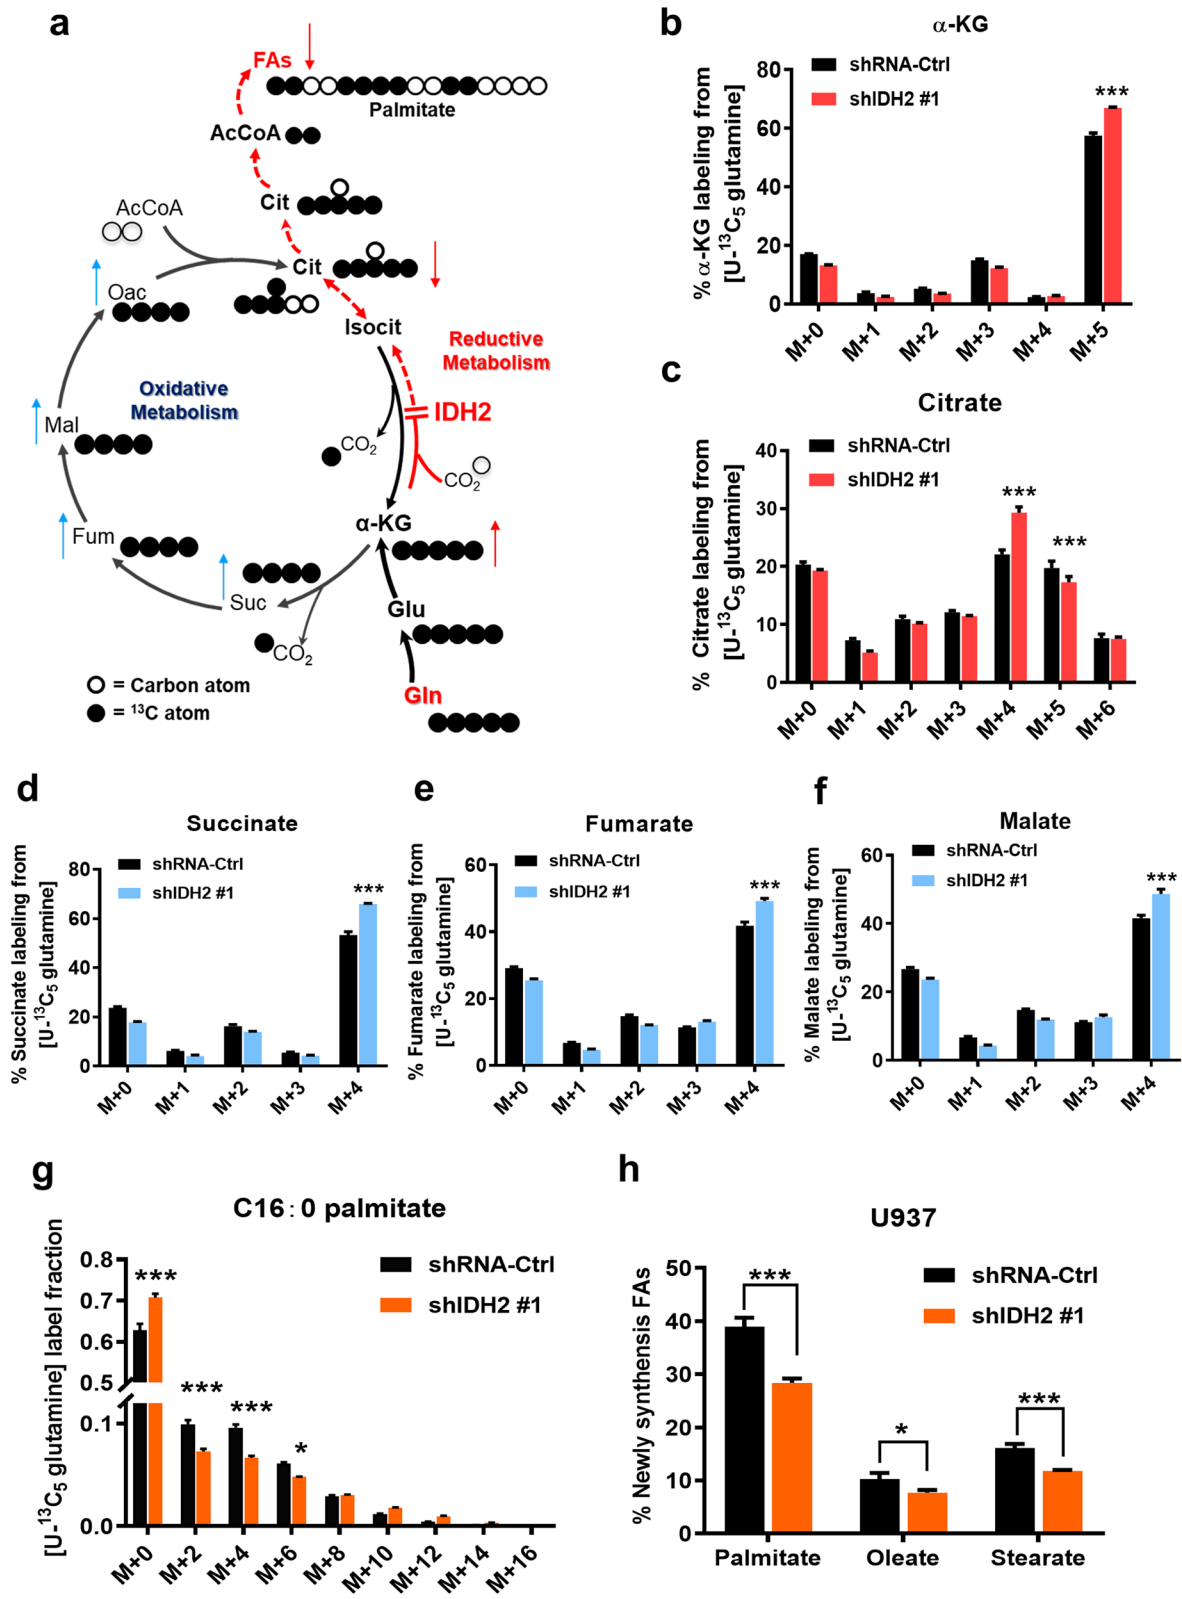 a
FAs
Palmitate
AcCoA
Cit
AcCoA
Cit
Oac
Isocit
Reductive
Metabolism
Oxidative
Metabolism
IDH2
Mal
CO2
CO2
α-KG
Fum
Suc
Glu
CO2
Gln
= Carbon atom
= 13C atom
b
α-KG
shRNA-Ctrl
shIDH2 #1
% α-KG labeling from
[U-13C5 glutamine]
80
60
40
20
0
***
M+0 M+1 M+2 M+3 M+4 M+5
c
Citrate
shRNA-Ctrl
shIDH2 #1
% Citrate labeling from
[U-13C5 glutamine]
40
30
20
10
0
*** ***
M+0 M+1 M+2 M+3 M+4 M+5 M+6
d
Succinate
shRNA-Ctrl
shIDH2 #1
% Succinate labeling from
[U-13C5 glutamine]
80
60
40
20
0
***
M+0 M+1 M+2 M+3 M+4
e
Fumarate
shRNA-Ctrl
shIDH2 #1
% Fumarate labeling from
[U-13C5 glutamine]
60
40
20
0
***
M+0 M+1 M+2 M+3 M+4
f
Malate
shRNA-Ctrl
shIDH2 #1
% Malate labeling from
[U-13C5 glutamine]
60
40
20
0
***
M+0 M+1 M+2 M+3 M+4
g
C16:0 palmitate
shRNA-Ctrl
shIDH2 #1
[U-13C5 glutamine] label fraction
0.8
0.7
0.6
0.5
0.1
0.0
*** *** *** *
M+0 M+2 M+4 M+6 M+8 M+10 M+12 M+14 M+16
h
U937
shRNA-Ctrl
shIDH2 #1
% Newly synthensis FAs
50
40
30
20
10
0
*** * ***
Palmitate Oleate Stearate